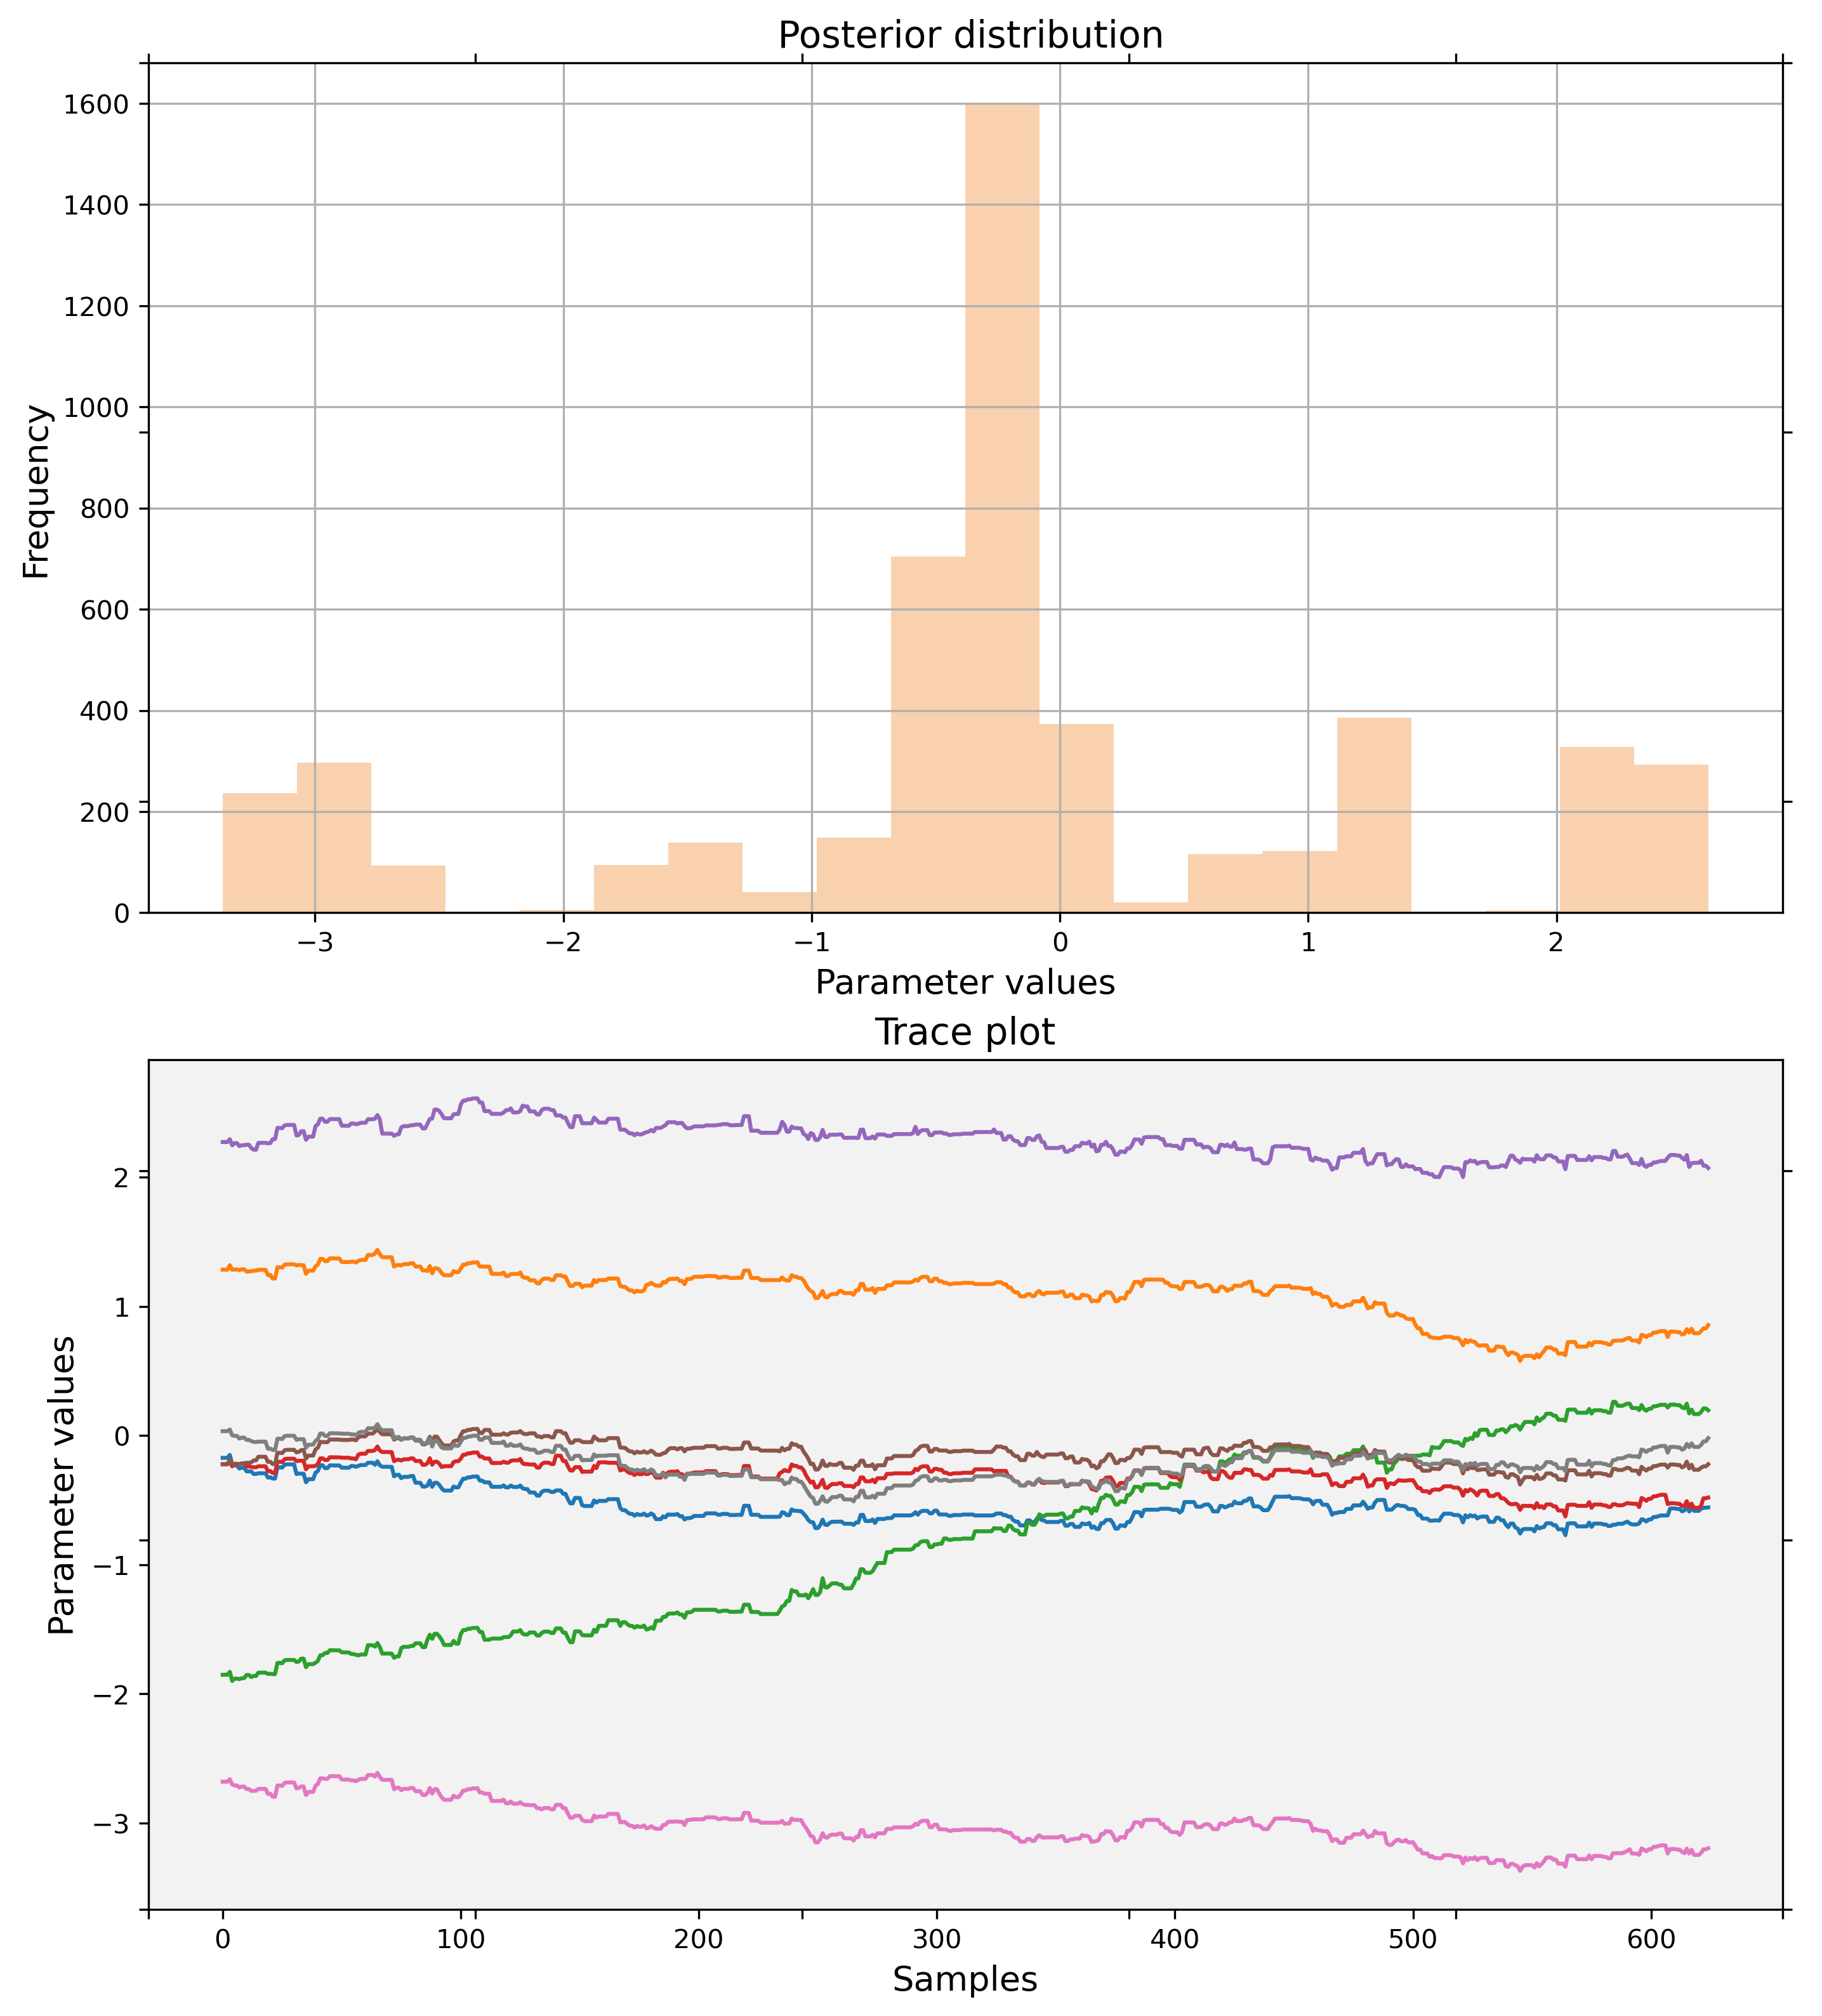 Posterior distribution
1600
1400
1200
1000
800
600
400
200
0
Frequency
−3 −2 −1 0 1 2
Parameter values
Trace plot
2
1
0
−1
−2
−3
Parameter values
0 100 200 300 400 500 600
Samples